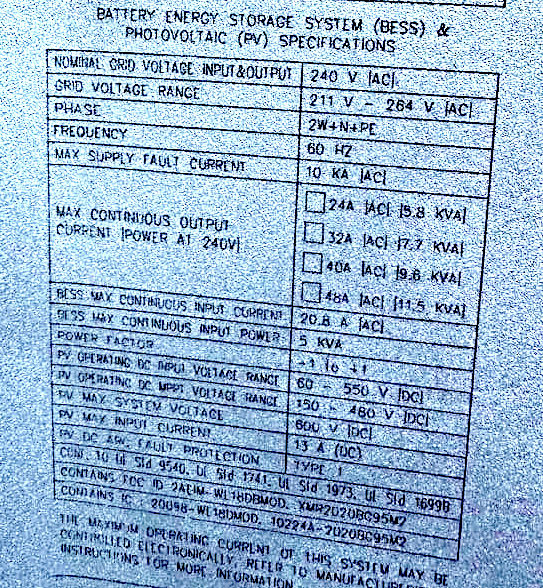 BATTERY ENERGY STORAGE SYSTEM (BESS) &
PHOTOVOLTAIC (PV) SPECIFICATIONS
NOMINAL GRID VOLTAGE INPUT&OUTPUT 240 V |AC|
GRID VOLTAGE RANGE 211 V - 264 V |AC|
PHASE 2W+N+PE
FREQUENCY 60 HZ
MAX SUPPLY FAULT CURRENT 10 KA |AC|
MAX CONTINUOUS OUTPUT
CURRENT |POWER AT 240V|
24A |AC| |5.8 KVA|
32A |AC| |7.7 KVA|
40A |AC| |9.6 KVA|
48A |AC| |11.5 KVA|
BESS MAX CONTINUOUS INPUT CURRENT 20.8 A |AC|
BESS MAX CONTINUOUS INPUT POWER 5 KVA
POWER FACTOR -1 to +1
PV OPERATING DC INPUT VOLTAGE RANGE 60 - 550 V |DC|
PV OPERATING DC MPPT VOLTAGE RANGE 150 - 480 V |DC|
PV MAX SYSTEM VOLTAGE 600 V |DC|
PV MAX INPUT CURRENT 13 A (DC)
PV DC ARC FAULT PROTECTION TYPE 1
CONF. TO UL Std 9540, UL Std 1741, UL Std 1973, UL Std 1699B
CONTAINS FCC ID
CONTAINS IC
THE MAXIMUM OPERATING CURRENT OF THIS SYSTEM MAY BE
CONTROLLED ELECTRONICALLY, REFER TO MANUFACTURER
INSTRUCTIONS FOR MORE INFORMATION